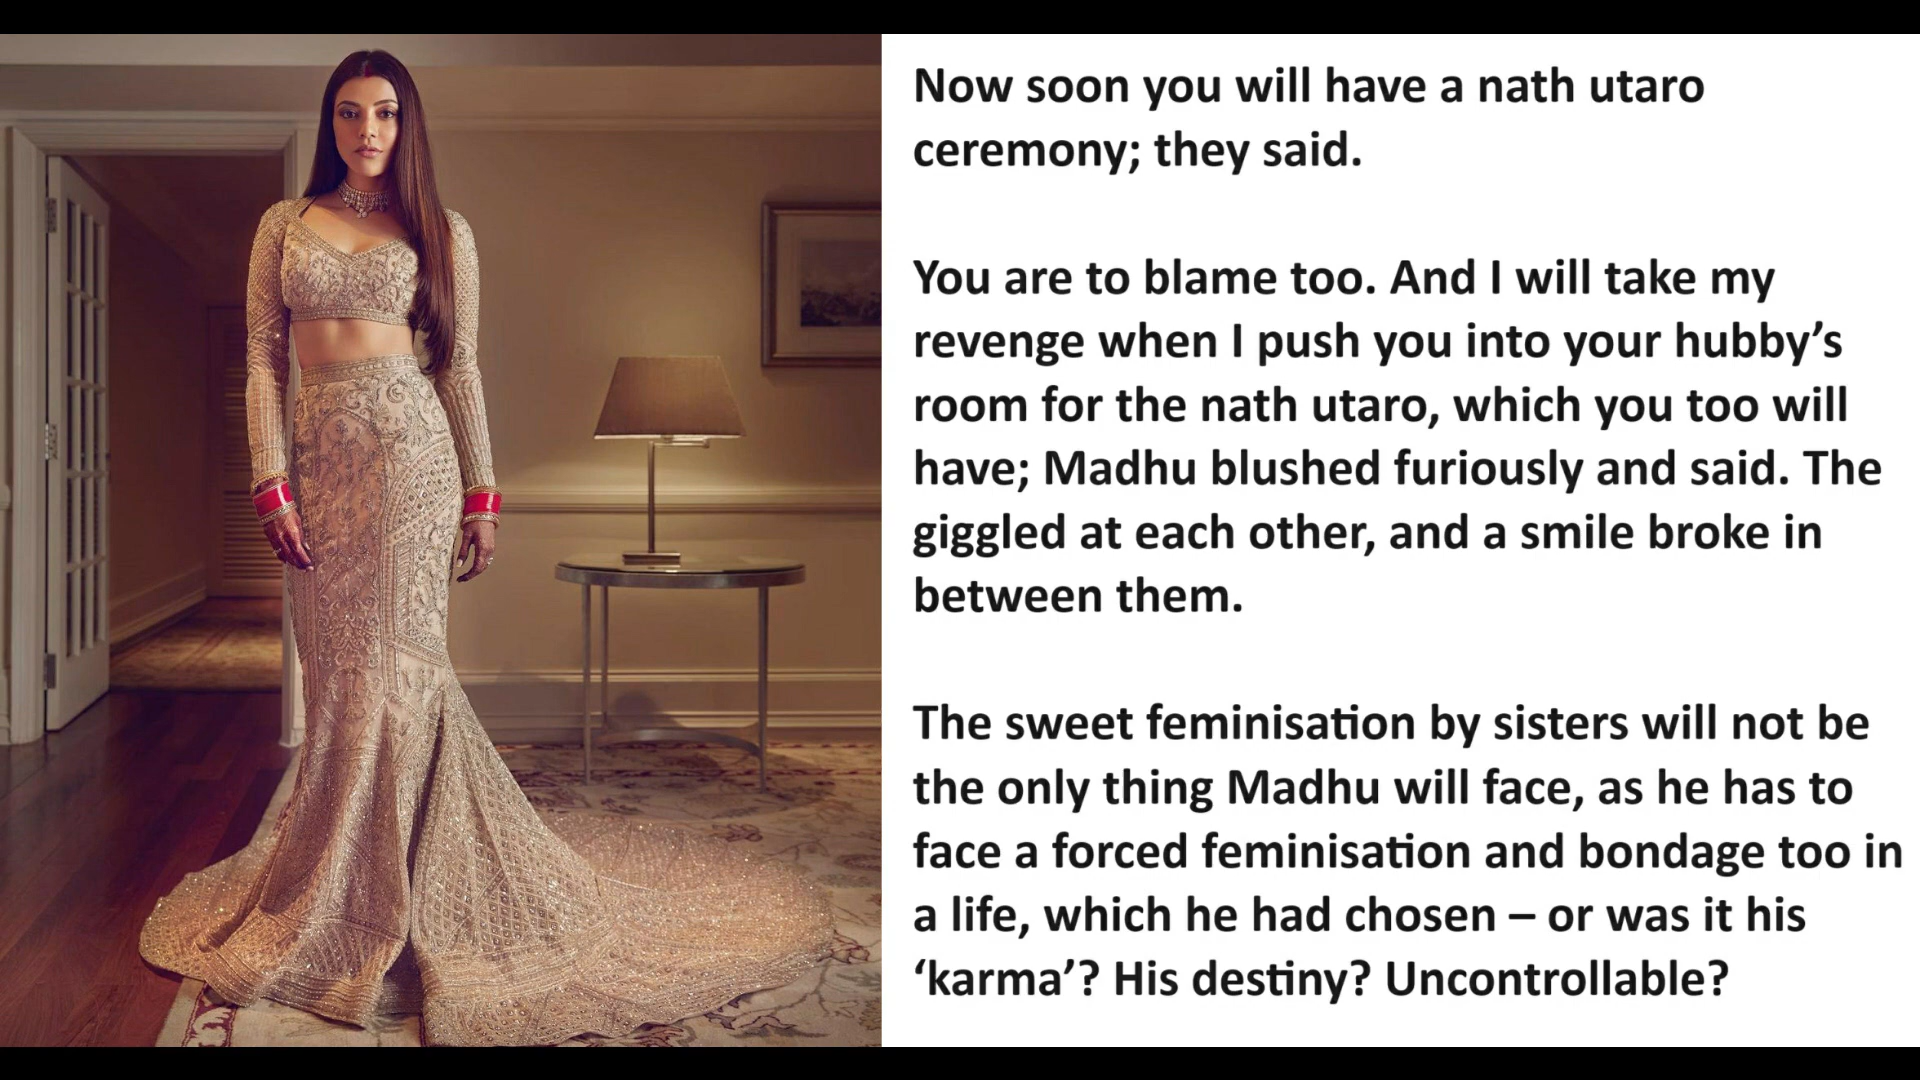 Now soon you will have a nath utaro
ceremony; they said.
You are to blame too. And I will take my
revenge when I push you into your hubby’s
room for the nath utaro, which you too will
have; Madhu blushed furiously and said. The
giggled at each other, and a smile broke in
between them.
The sweet feminisation by sisters will not be
the only thing Madhu will face, as he has to
face a forced feminisation and bondage too in
a life, which he had chosen – or was it his
‘karma’? His destiny? Uncontrollable?